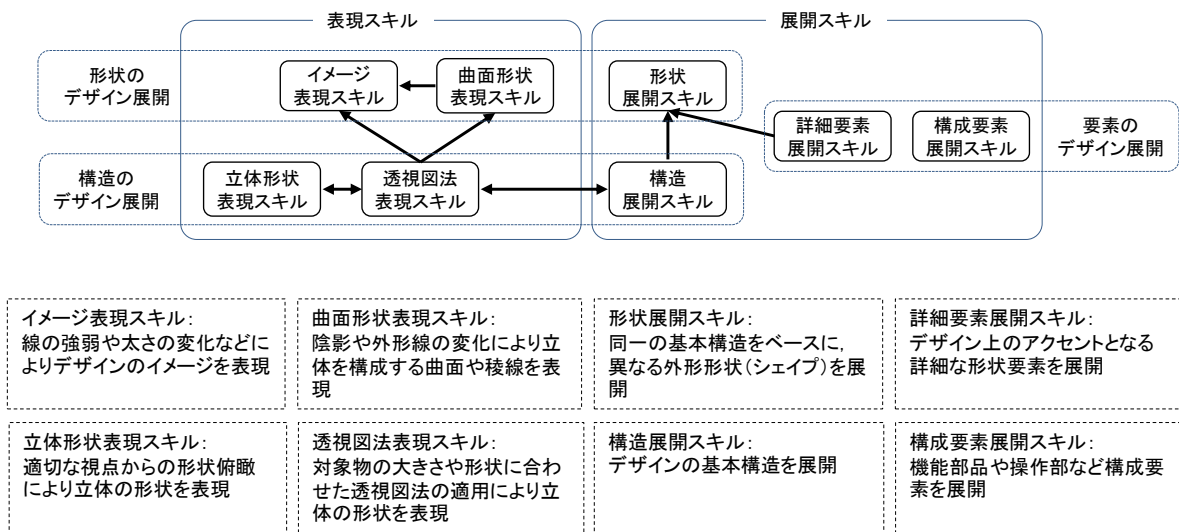 表現スキル
展開スキル
形状の
デザイン展開
イメージ
表現スキル
曲面形状
表現スキル
形状
展開スキル
詳細要素
展開スキル
構成要素
展開スキル
要素の
デザイン展開
構造の
デザイン展開
立体形状
表現スキル
透視図法
表現スキル
構造
展開スキル
イメージ表現スキル：
線の強弱や太さの変化などに
よりデザインのイメージを表現
曲面形状表現スキル：
陰影や外形線の変化により立
体を構成する曲面や稜線を表
現
形状展開スキル：
同一の基本構造をベースに，
異なる外形形状（シェイプ）を展
開
詳細要素展開スキル：
デザイン上のアクセントとなる
詳細な形状要素を展開
立体形状表現スキル：
適切な視点からの形状俯瞰
により立体の形状を表現
透視図法表現スキル：
対象物の大きさや形状に合わ
せた透視図法の適用により立
体の形状を表現
構造展開スキル：
デザインの基本構造を展開
構成要素展開スキル：
機能部品や操作部など構成要
素を展開